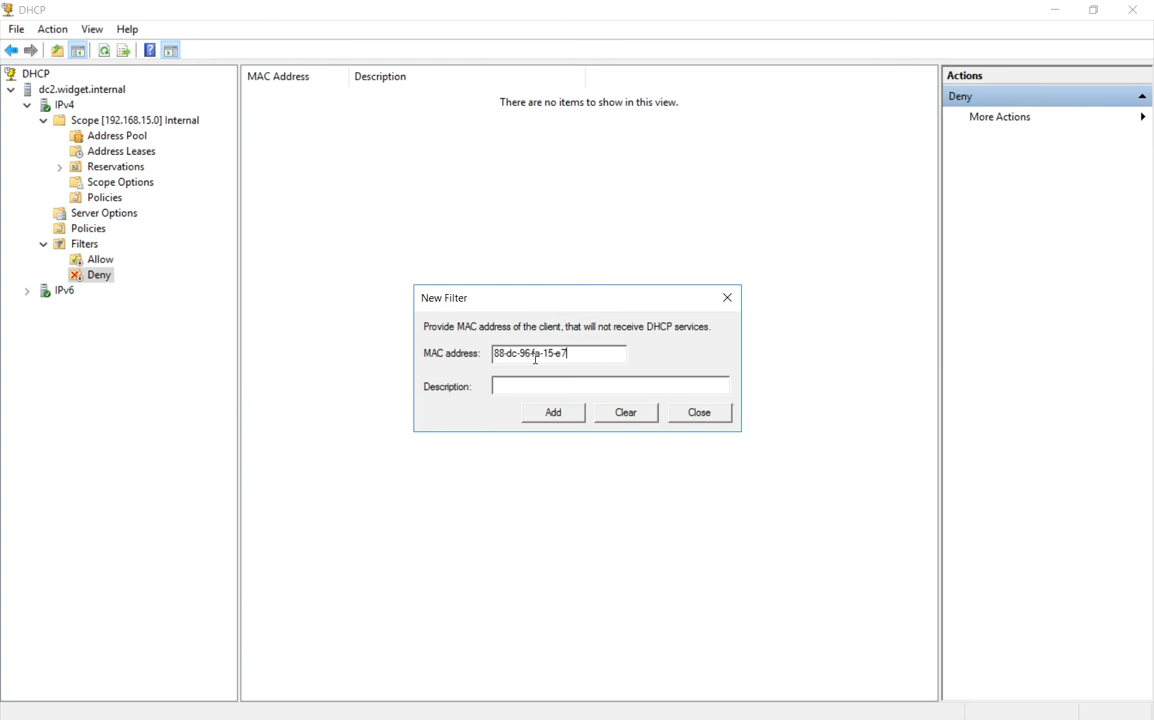 DHCP
File Action View Help
DHCP
dc2.widget.internal
IPv4
Scope [192.168.15.0] Internal
Address Pool
Address Leases
Reservations
Scope Options
Policies
Server Options
Policies
Filters
Allow
Deny
IPv6
MAC Address Description
There are no items to show in this view.
Actions
Deny
More Actions
New Filter
Provide MAC address of the client, that will not receive DHCP services.
MAC address: 88-dc-96-fa-15-e7
Description:
Add Clear Close